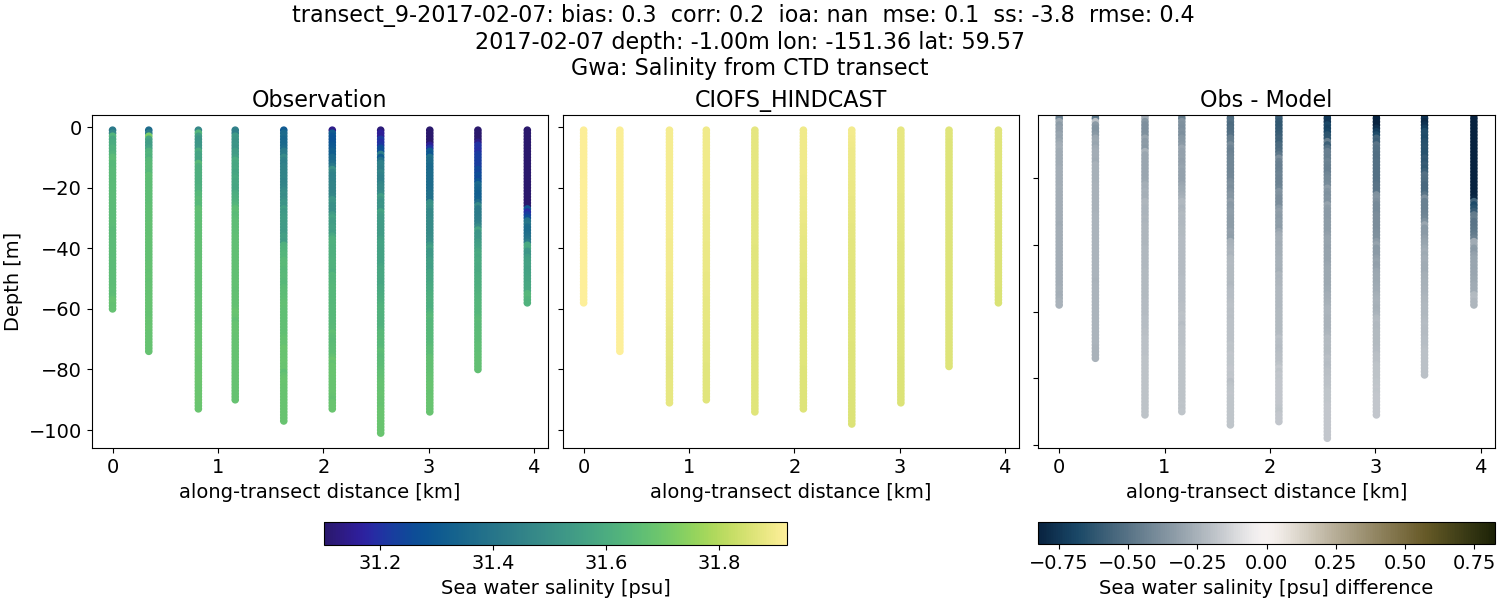 transect_9-2017-02-07: bias: 0.3  corr: 0.2  ioa: nan  mse: 0.1  ss: -3.8  rmse: 0.4
2017-02-07 depth: -1.00m lon: -151.36 lat: 59.57
Gwa: Salinity from CTD transect
Observation
CIOFS_HINDCAST
Obs - Model
Depth [m]
0
−20
−40
−60
−80
−100
0 1 2 3 4
0 1 2 3 4
0 1 2 3 4
along-transect distance [km]
along-transect distance [km]
along-transect distance [km]
31.2 31.4 31.6 31.8
Sea water salinity [psu]
−0.75 −0.50 −0.25 0.00 0.25 0.50 0.75
Sea water salinity [psu] difference